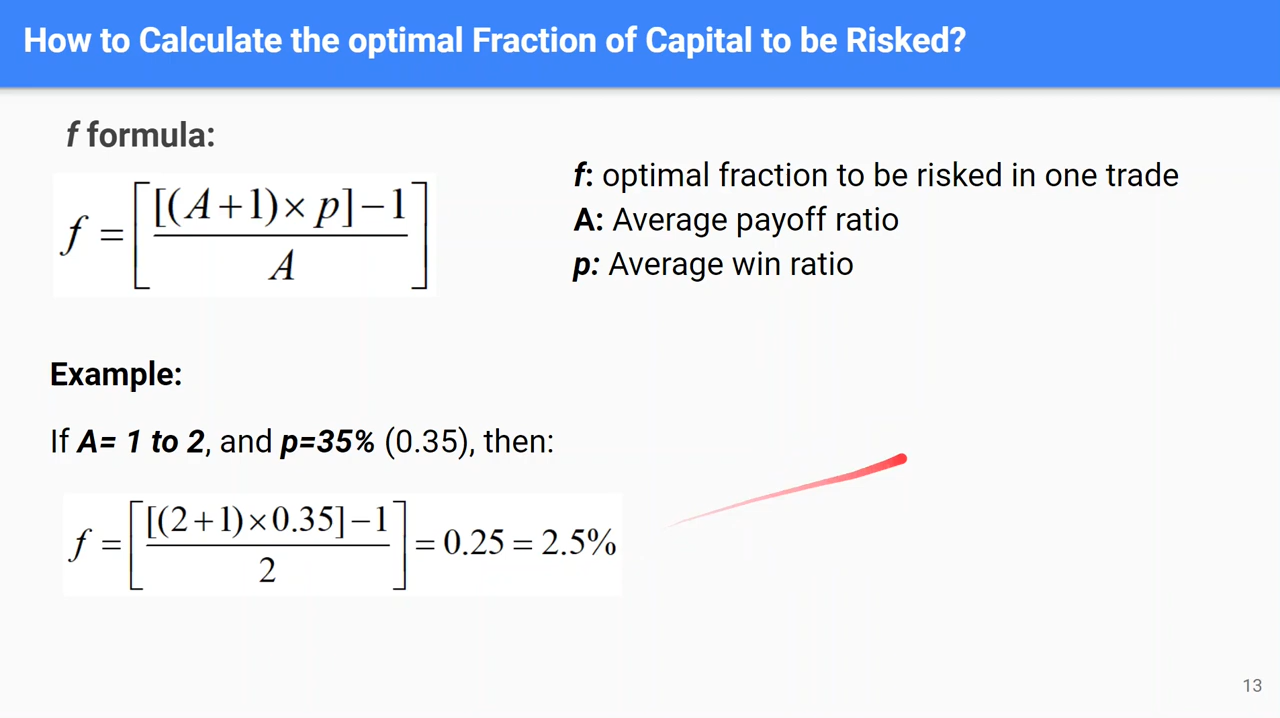 How to Calculate the optimal Fraction of Capital to be Risked?
f formula:
f = [ [(A+1)× p]−1 / A ]
f: optimal fraction to be risked in one trade
A: Average payoff ratio
p: Average win ratio
Example:
If A= 1 to 2, and p=35% (0.35), then:
f = [ [(2+1)×0.35]−1 / 2 ] = 0.25 = 2.5%
13